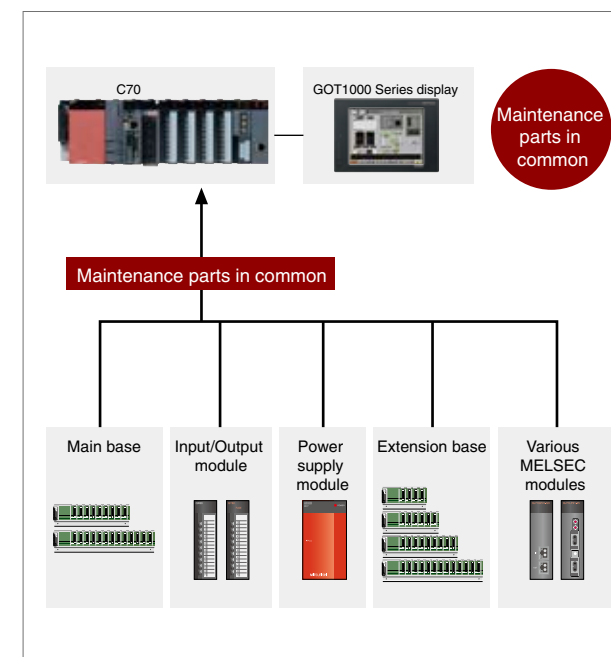 C70
GOT1000 Series display
Maintenance
parts in
common
Maintenance parts in common
Main base
Input/Output
module
Power
supply
module
Extension base
Various
MELSEC
modules